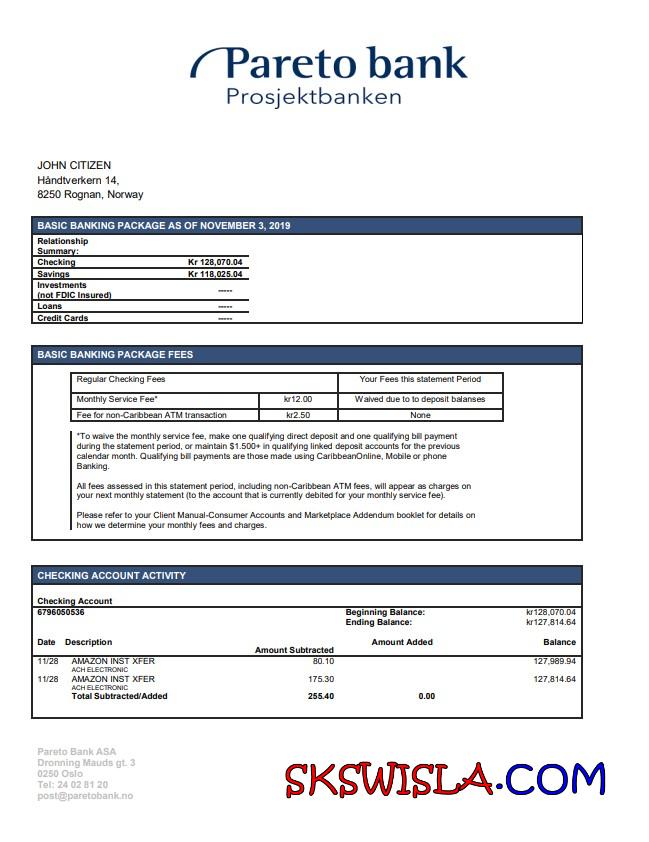 Pareto bank
Prosjektbanken
JOHN CITIZEN
Håndtverkern 14,
8250 Rognan, Norway
BASIC BANKING PACKAGE AS OF NOVEMBER 3, 2019
Relationship
Summary:
Checking Kr 128,070.04
Savings Kr 118,025.04
Investments
(not FDIC Insured) -----
Loans -----
Credit Cards -----
BASIC BANKING PACKAGE FEES
Regular Checking Fees Your Fees this statement Period
Monthly Service Fee* kr12.00 Waived due to to deposit balanses
Fee for non-Caribbean ATM transaction kr2.50 None
*To waive the monthly service fee, make one qualifying direct deposit and one qualifying bill payment
during the statement period, or maintain $1.500+ in qualifying linked deposit accounts for the previous
calendar month. Qualifying bill payments are those made using CaribbeanOnline, Mobile or phone
Banking.
All fees assessed in this statement period, including non-Caribbean ATM fees, will appear as charges on
your next monthly statement (to the account that is currently debited for your monthly service fee).
Please refer to your Client Manual-Consumer Accounts and Marketplace Addendum booklet for details on
how we determine your monthly fees and charges.
CHECKING ACCOUNT ACTIVITY
Checking Account
6796050536 Beginning Balance: kr128,070.04
Ending Balance: kr127,814.64
Date Description Amount Subtracted Amount Added Balance
11/28 AMAZON INST XFER 80.10 127,989.94
ACH ELECTRONIC
11/28 AMAZON INST XFER 175.30 127,814.64
ACH ELECTRONIC
Total Subtracted/Added 255.40 0.00
Pareto Bank ASA
Dronning Mauds gt. 3
0250 Oslo
Tel: 24 02 81 20
post@paretobank.no
SKSWISLA.COM